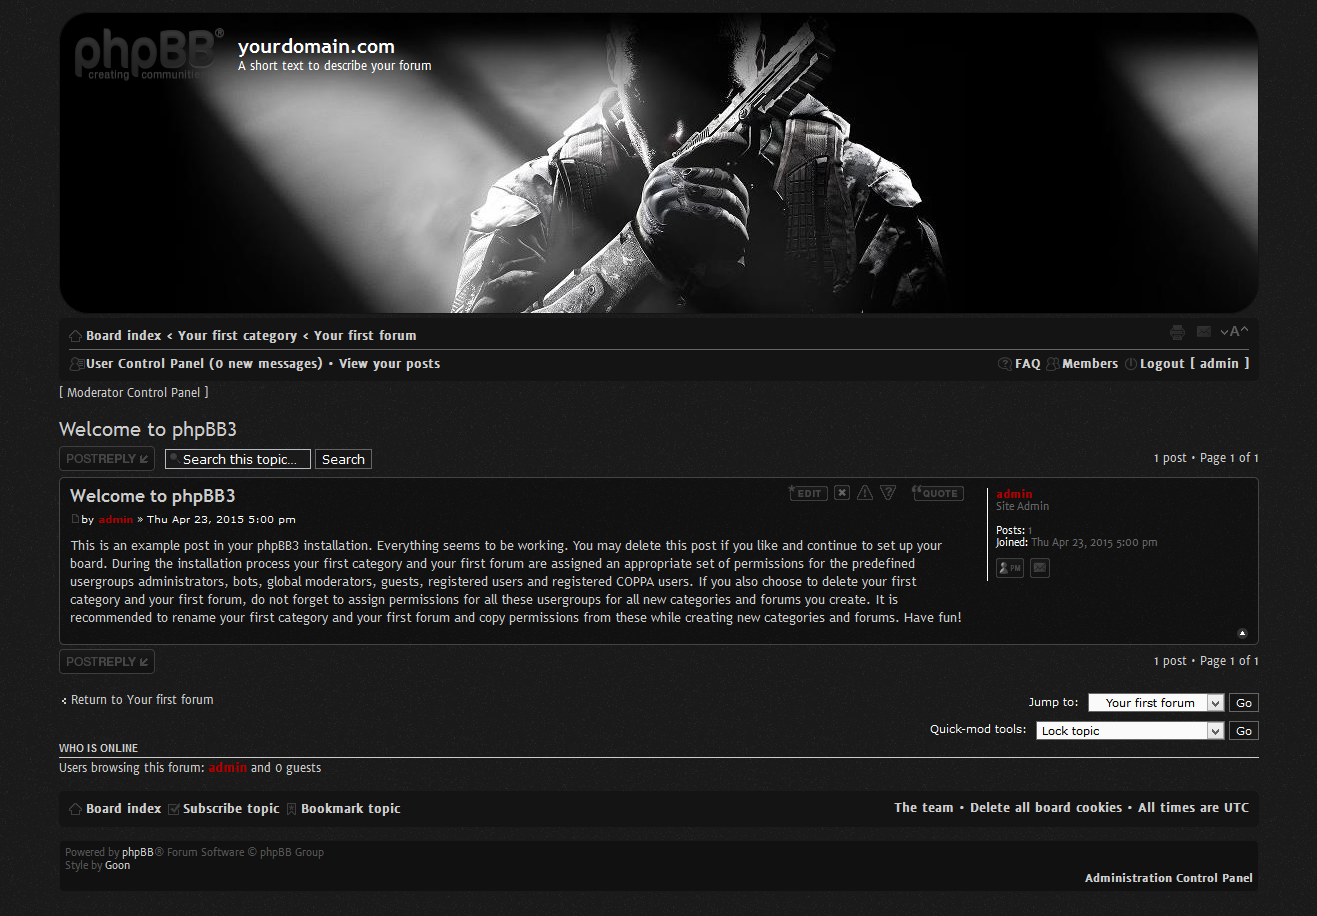 phpBB®
creating communities
yourdomain.com
A short text to describe your forum
Board index < Your first category < Your first forum
A
User Control Panel (0 new messages) • View your posts
FAQ Members Logout [ admin ]
[ Moderator Control Panel ]
Welcome to phpBB3
POSTREPLY Search this topic... Search
1 post • Page 1 of 1
Welcome to phpBB3
EDIT QUOTE
by admin » Thu Apr 23, 2015 5:00 pm
This is an example post in your phpBB3 installation. Everything seems to be working. You may delete this post if you like and continue to set up your
board. During the installation process your first category and your first forum are assigned an appropriate set of permissions for the predefined
usergroups administrators, bots, global moderators, guests, registered users and registered COPPA users. If you also choose to delete your first
category and your first forum, do not forget to assign permissions for all these usergroups for all new categories and forums you create. It is
recommended to rename your first category and your first forum and copy permissions from these while creating new categories and forums. Have fun!
admin
Site Admin
Posts: 1
Joined: Thu Apr 23, 2015 5:00 pm
PM
POSTREPLY
1 post • Page 1 of 1
Return to Your first forum
Jump to: Your first forum Go
Quick-mod tools: Lock topic Go
WHO IS ONLINE
Users browsing this forum: admin and 0 guests
Board index Subscribe topic Bookmark topic
The team • Delete all board cookies • All times are UTC
Powered by phpBB® Forum Software © phpBB Group
Style by Goon
Administration Control Panel